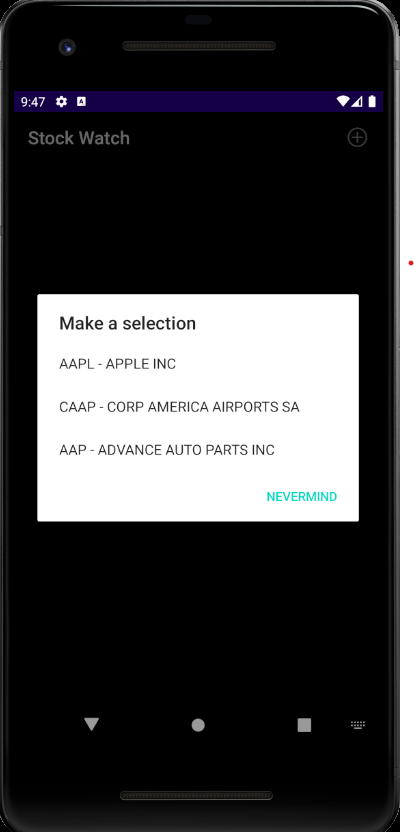 9:47
Stock Watch
Make a selection
AAPL - APPLE INC
CAAP - CORP AMERICA AIRPORTS SA
AAP - ADVANCE AUTO PARTS INC
NEVERMIND